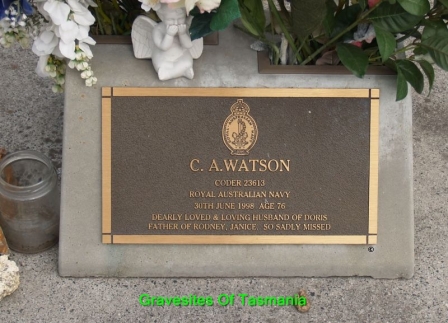 C. A. WATSON
CODER 23613
ROYAL AUSTRALIAN NAVY
30TH JUNE 1998 AGE 76
DEARLY LOVED & LOVING HUSBAND OF DORIS
FATHER OF RODNEY, JANICE. SO SADLY MISSED
Gravesites Of Tasmania